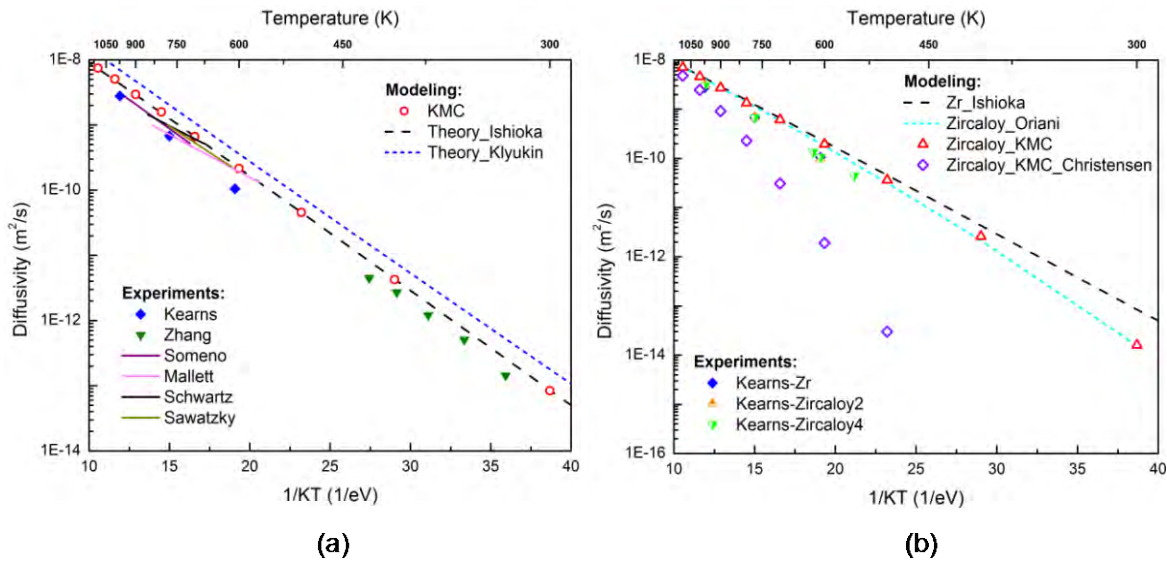 Temperature (K)
1050 900 750 600 450 300
1E-8
1E-10
1E-12
1E-14
Diffusivity (m²/s)
Modeling:
KMC
Theory_Ishioka
Theory_Klyukin
Experiments:
Kearns
Zhang
Someno
Mallett
Schwartz
Sawatzky
10 15 20 25 30 35 40
1/KT (1/eV)
(a)
Temperature (K)
1050 900 750 600 450 300
1E-8
1E-10
1E-12
1E-14
1E-16
Diffusivity (m²/s)
Modeling:
Zr_Ishioka
Zircaloy_Oriani
Zircaloy_KMC
Zircaloy_KMC_Christensen
Experiments:
Kearns-Zr
Kearns-Zircaloy2
Kearns-Zircaloy4
10 15 20 25 30 35 40
1/KT (1/eV)
(b)